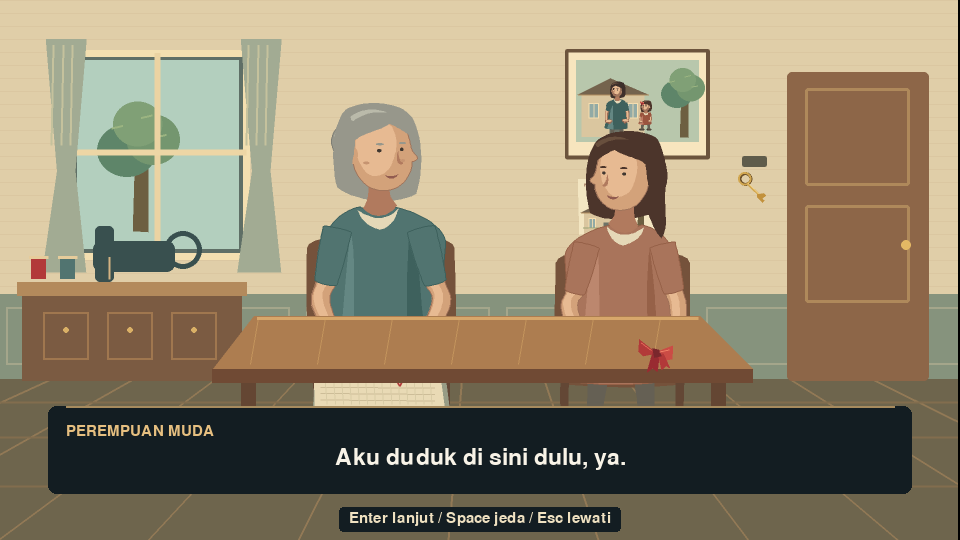 PEREMPUAN MUDA
Aku duduk di sini dulu, ya.
Enter lanjut / Space jeda / Esc lewati